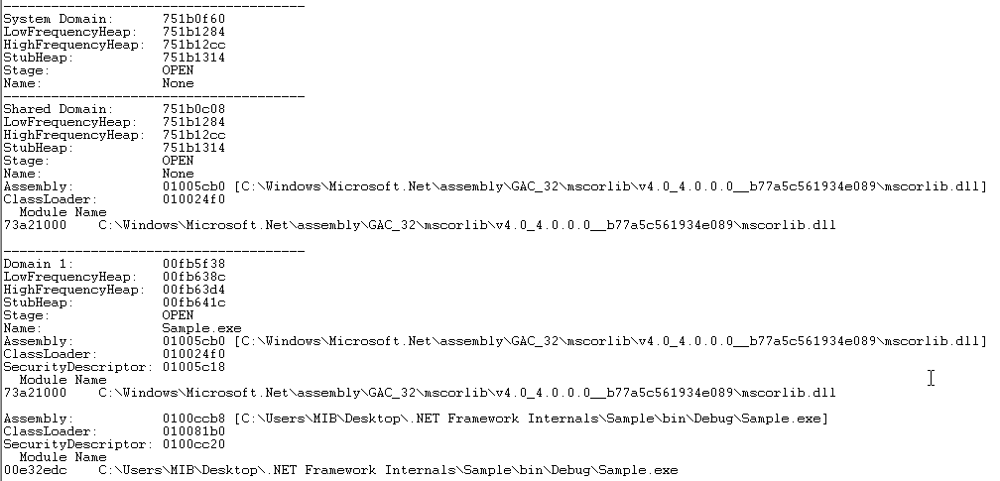 --------------------------------------
System Domain:      751b0f60
LowFrequencyHeap:   751b1284
HighFrequencyHeap:  751b12cc
StubHeap:           751b1314
Stage:              OPEN
Name:               None
--------------------------------------
Shared Domain:      751b0c08
LowFrequencyHeap:   751b1284
HighFrequencyHeap:  751b12cc
StubHeap:           751b1314
Stage:              OPEN
Name:               None
Assembly:           01005cb0 [C:\Windows\Microsoft.Net\assembly\GAC_32\mscorlib\v4.0_4.0.0.0__b77a5c561934e089\mscorlib.dll]
ClassLoader:        010024f0
  Module Name
73a21000    C:\Windows\Microsoft.Net\assembly\GAC_32\mscorlib\v4.0_4.0.0.0__b77a5c561934e089\mscorlib.dll
--------------------------------------
Domain 1:           00fb5f38
LowFrequencyHeap:   00fb638c
HighFrequencyHeap:  00fb63d4
StubHeap:           00fb641c
Stage:              OPEN
Name:               Sample.exe
Assembly:           01005cb0 [C:\Windows\Microsoft.Net\assembly\GAC_32\mscorlib\v4.0_4.0.0.0__b77a5c561934e089\mscorlib.dll]
ClassLoader:        010024f0
SecurityDescriptor: 01005c18
  Module Name
73a21000    C:\Windows\Microsoft.Net\assembly\GAC_32\mscorlib\v4.0_4.0.0.0__b77a5c561934e089\mscorlib.dll
Assembly:           0100ccb8 [C:\Users\MIB\Desktop\.NET Framework Internals\Sample\bin\Debug\Sample.exe]
ClassLoader:        010081b0
SecurityDescriptor: 0100cc20
  Module Name
00e32edc    C:\Users\MIB\Desktop\.NET Framework Internals\Sample\bin\Debug\Sample.exe